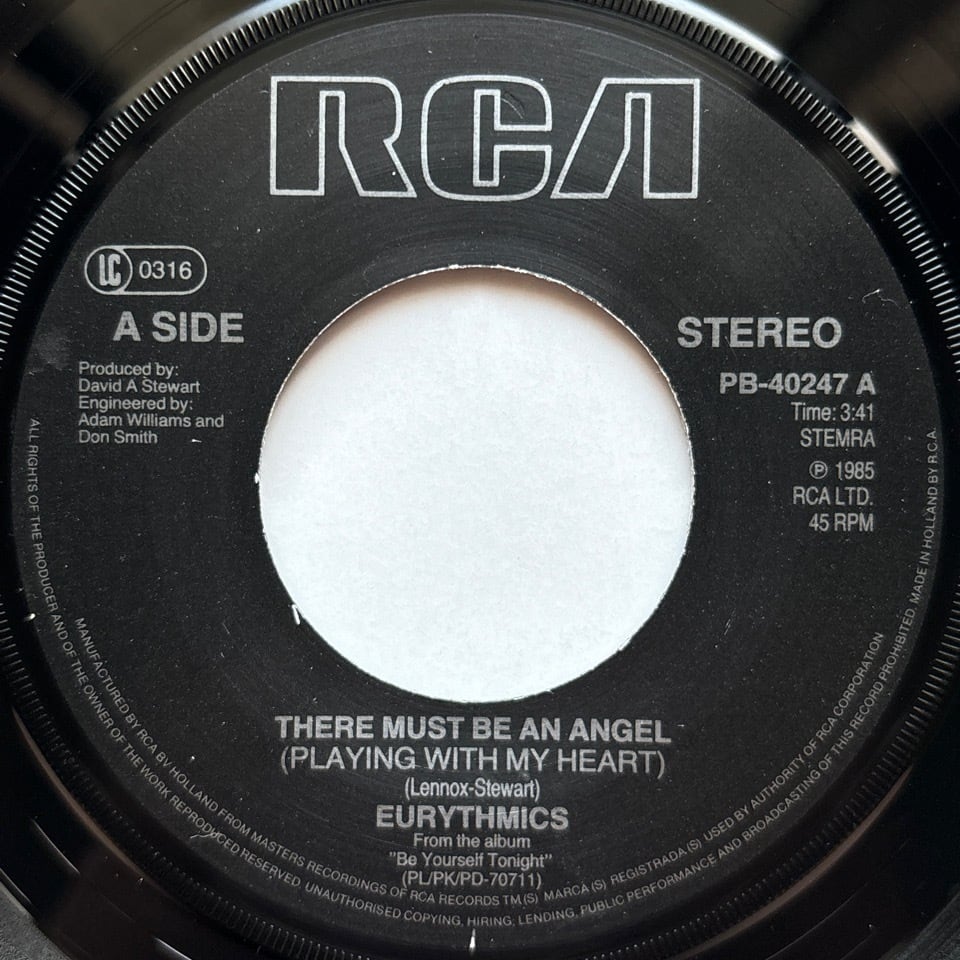 RCA
LC 0316
A SIDE
Produced by:
David A Stewart
Engineered by:
Adam Williams and
Don Smith
STEREO
PB-40247 A
Time: 3:41
STEMRA
℗ 1985
RCA LTD.
45 RPM
THERE MUST BE AN ANGEL
(PLAYING WITH MY HEART)
(Lennox-Stewart)
EURYTHMICS
From the album
"Be Yourself Tonight"
(PL/PK/PD-70711)
MANUFACTURED BY RCA BV HOLLAND FROM MASTERS RECORDINGS OF RCA RECORDS TM(S) MARCA (S) REGISTRADA (S) USED BY AUTHORITY OF RCA CORPORATION
ALL RIGHTS OF THE PRODUCER AND OF THE OWNER OF THE WORK REPRODUCED RESERVED. UNAUTHORISED COPYING, HIRING, LENDING, PUBLIC PERFORMANCE AND BROADCASTING OF THIS RECORD PROHIBITED. MADE IN HOLLAND BY R.C.A.